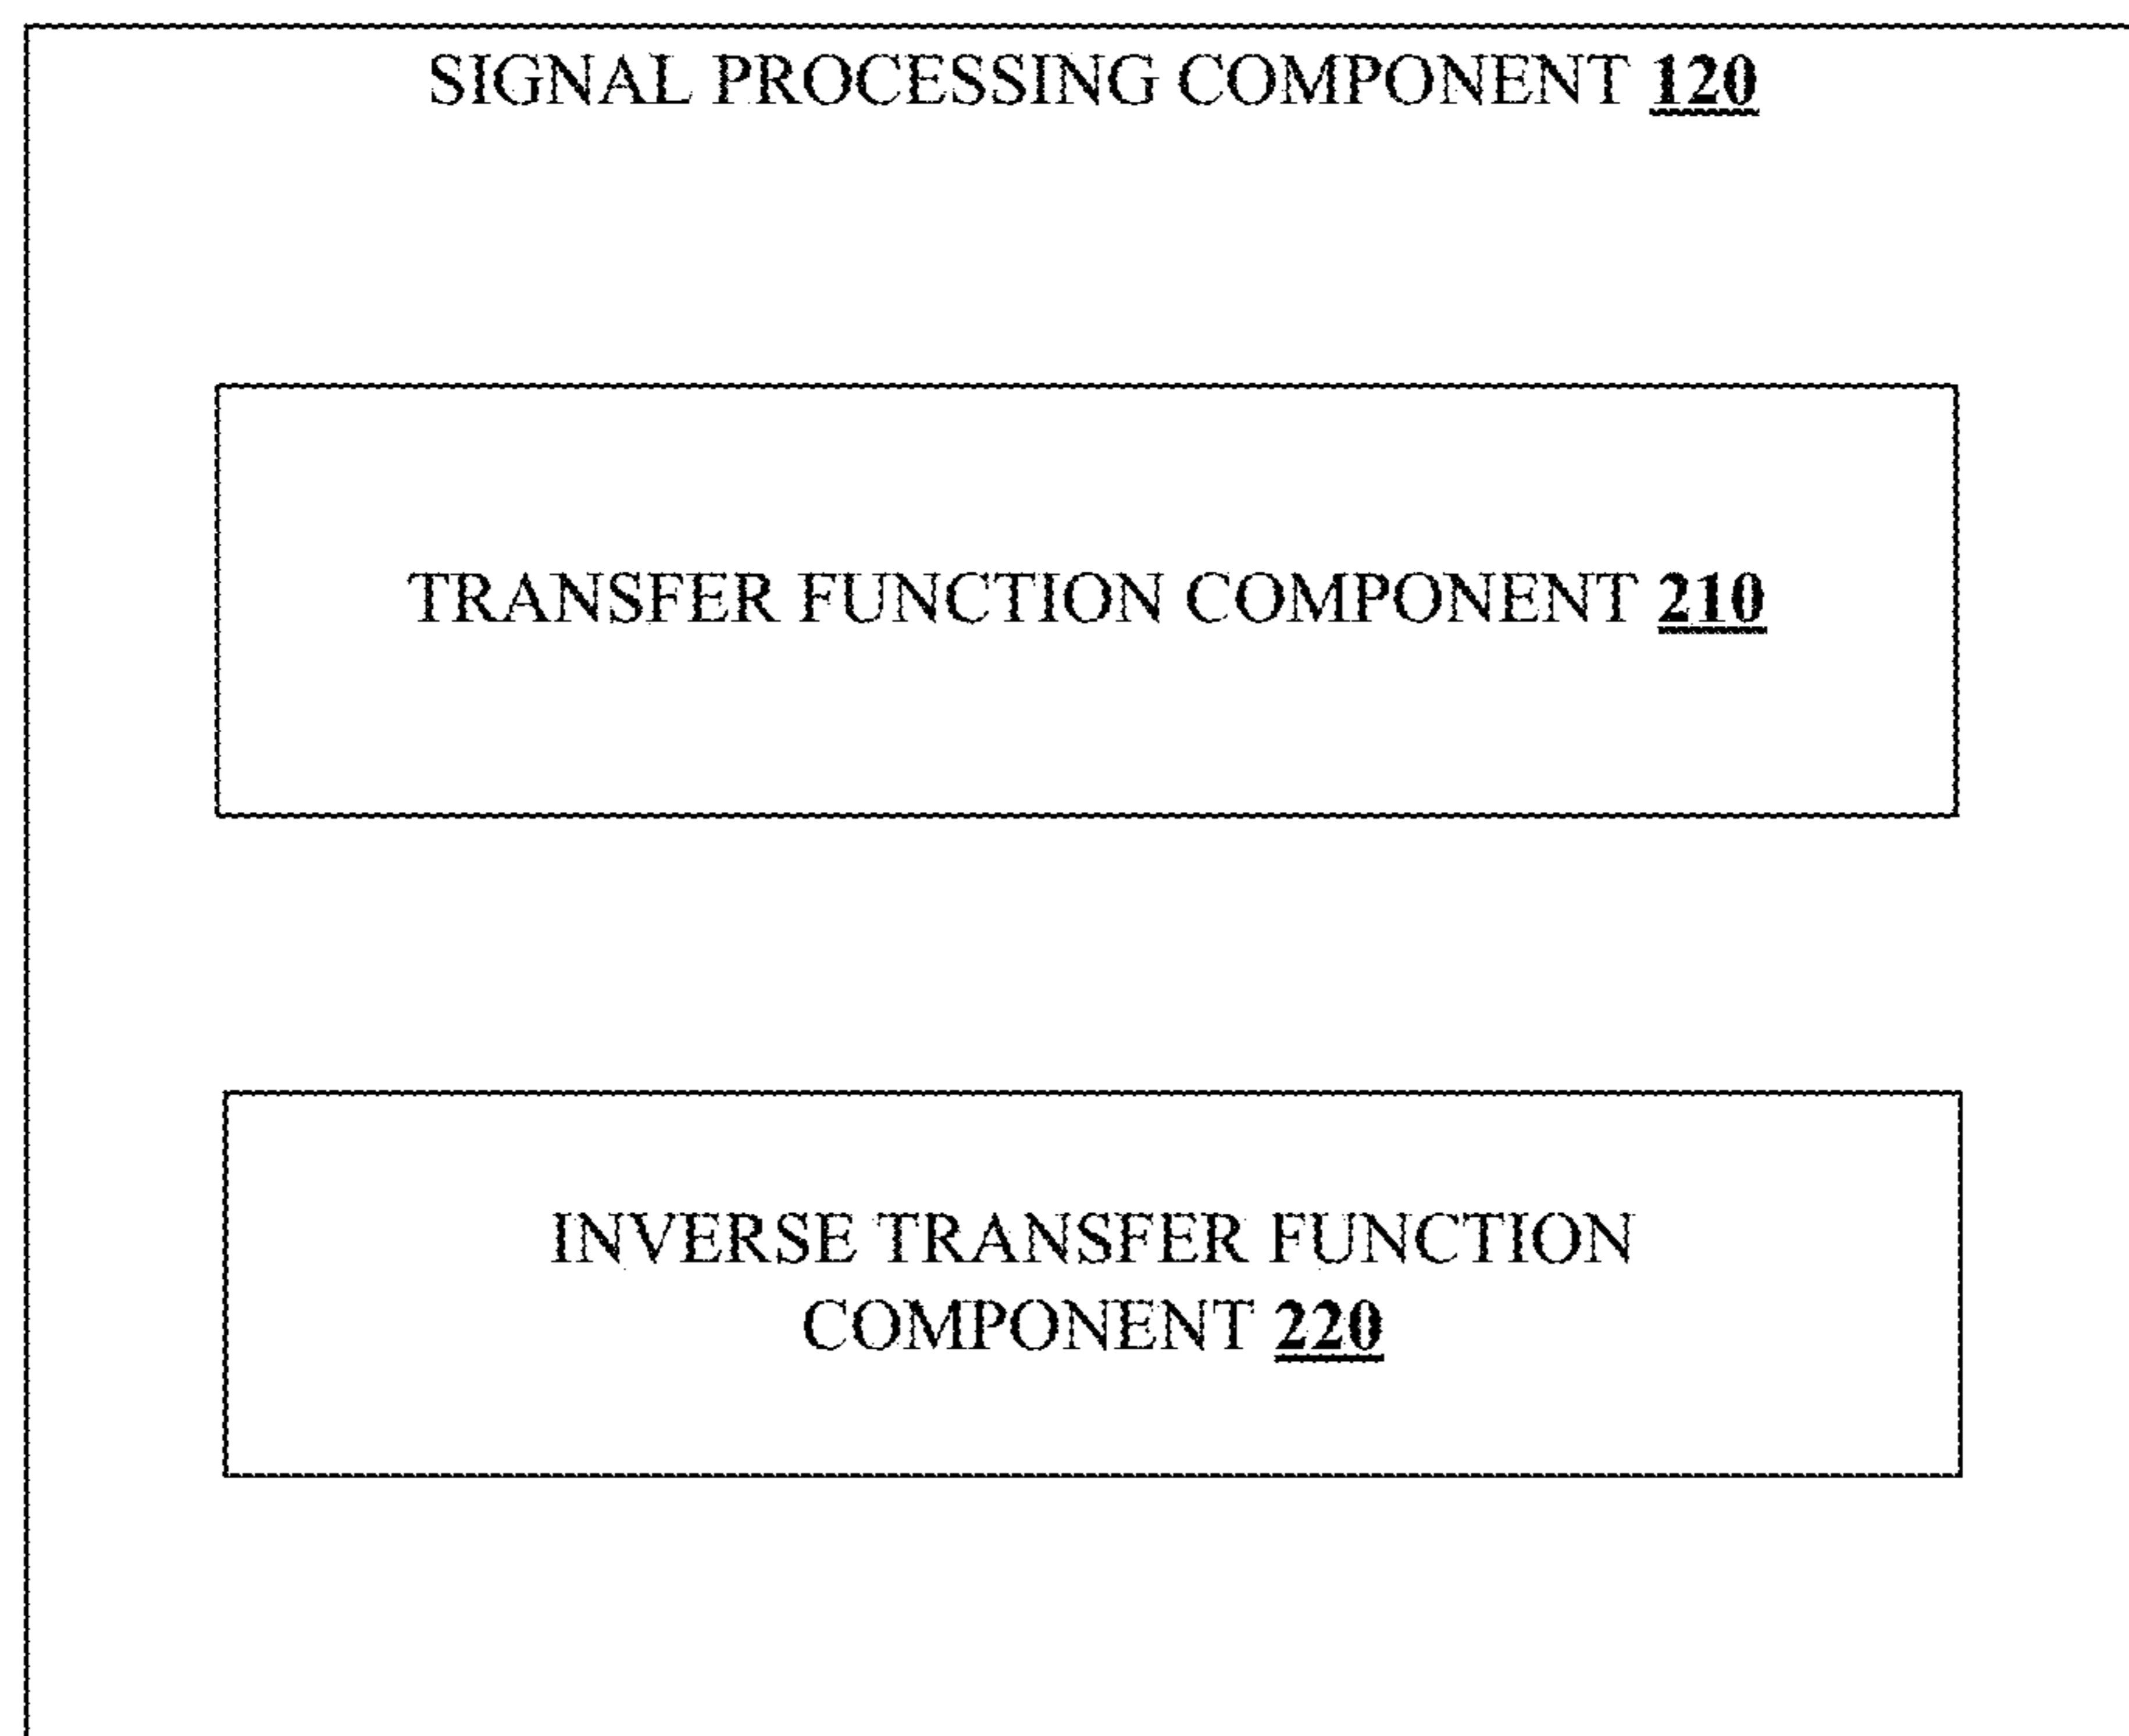 SIGNAL PROCESSING COMPONENT 120
TRANSFER FUNCTION COMPONENT 210
INVERSE TRANSFER FUNCTION
COMPONENT 220